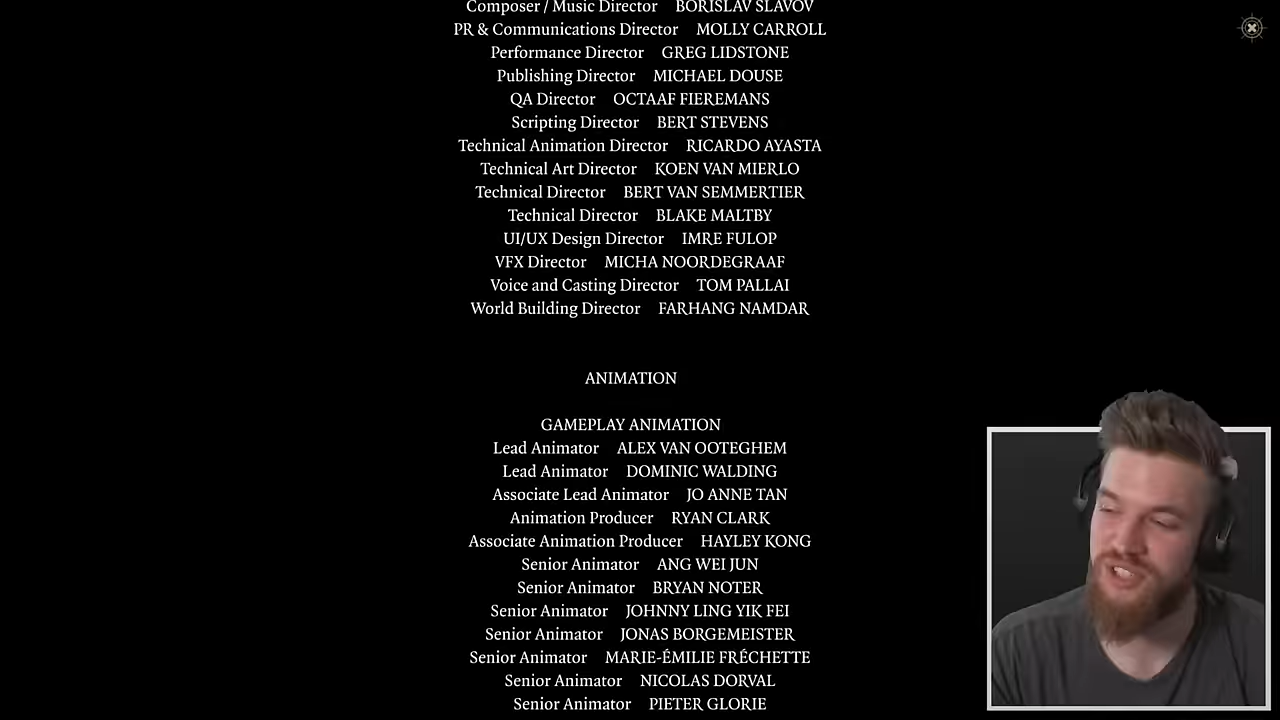 Composer / Music Director BORISLAV SLAVOV
PR & Communications Director MOLLY CARROLL
Performance Director GREG LIDSTONE
Publishing Director MICHAEL DOUSE
QA Director OCTAAF FIEREMANS
Scripting Director BERT STEVENS
Technical Animation Director RICARDO AYASTA
Technical Art Director KOEN VAN MIERLO
Technical Director BERT VAN SEMMERTIER
Technical Director BLAKE MALTBY
UI/UX Design Director IMRE FULOP
VFX Director MICHA NOORDEGRAAF
Voice and Casting Director TOM PALLAI
World Building Director FARHANG NAMDAR
ANIMATION
GAMEPLAY ANIMATION
Lead Animator ALEX VAN OOTEGHEM
Lead Animator DOMINIC WALDING
Associate Lead Animator JO ANNE TAN
Animation Producer RYAN CLARK
Associate Animation Producer HAYLEY KONG
Senior Animator ANG WEI JUN
Senior Animator BRYAN NOTER
Senior Animator JOHNNY LING YIK FEI
Senior Animator JONAS BORGEMEISTER
Senior Animator MARIE-ÉMILIE FRÉCHETTE
Senior Animator NICOLAS DORVAL
Senior Animator PIETER GLORIE